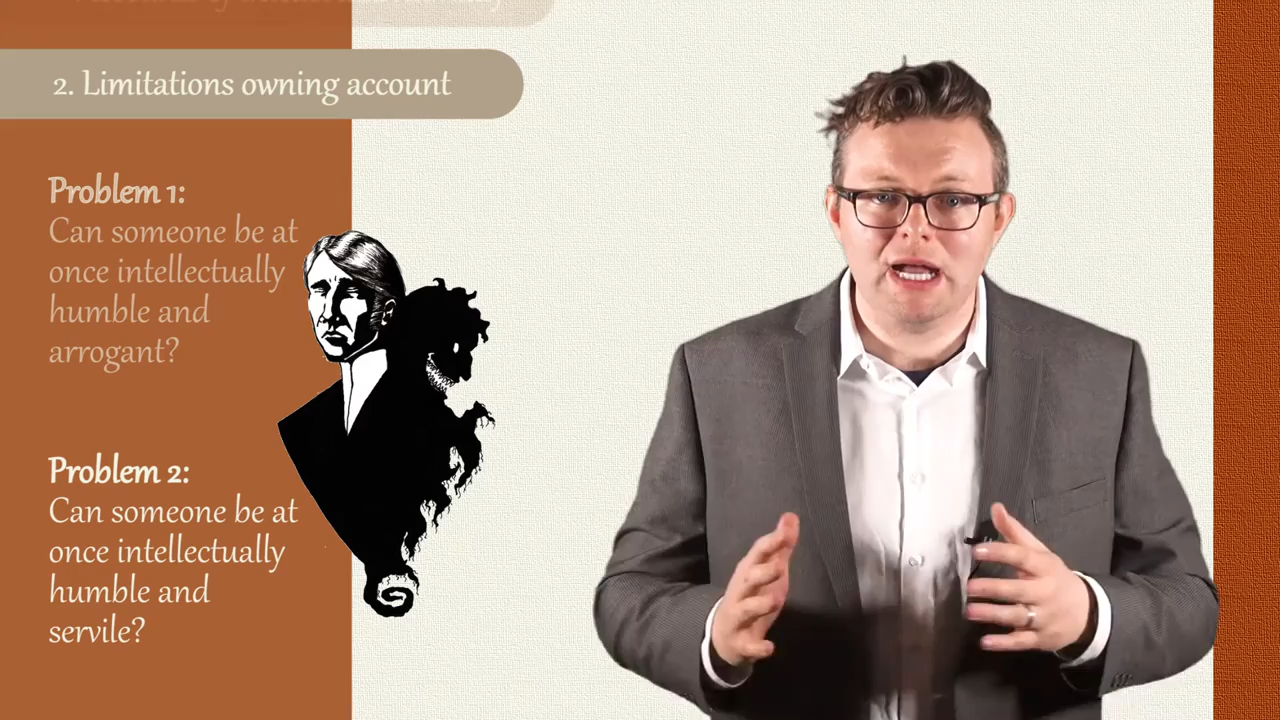 2. Limitations owning account
Problem 1:
Can someone be at
once intellectually
humble and
arrogant?
Problem 2:
Can someone be at
once intellectually
humble and
servile?